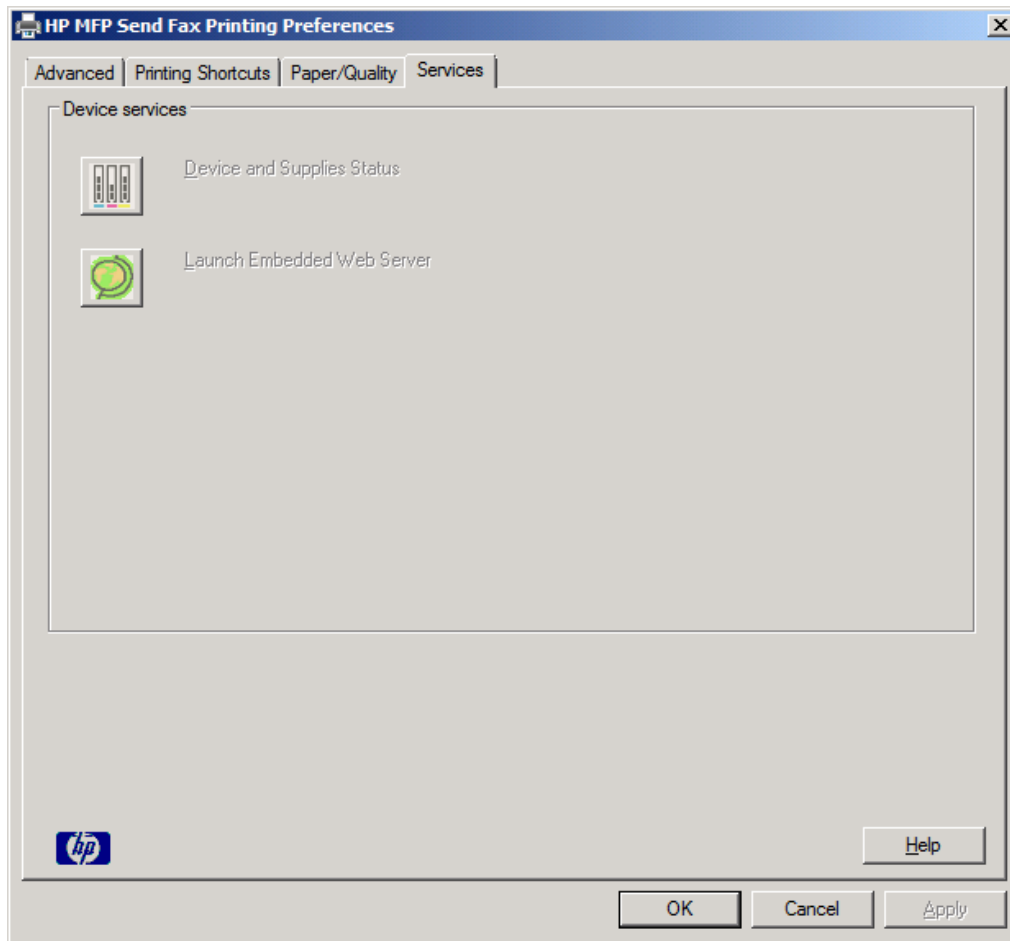 HP MFP Send Fax Printing Preferences
Advanced Printing Shortcuts Paper/Quality Services
Device services
Device and Supplies Status
Launch Embedded Web Server
hp
Help
OK Cancel Apply